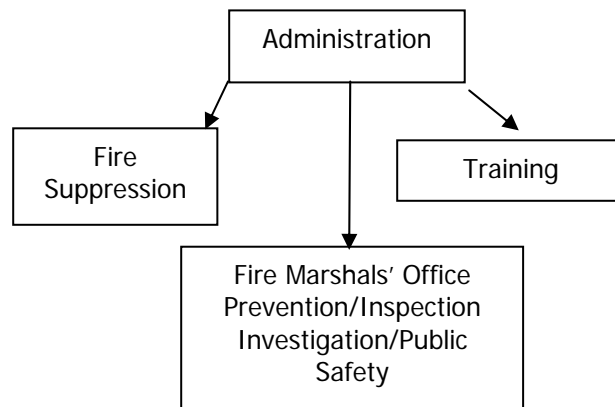 Administration
Fire
Suppression
Training
Fire Marshals’ Office
Prevention/Inspection
Investigation/Public
Safety